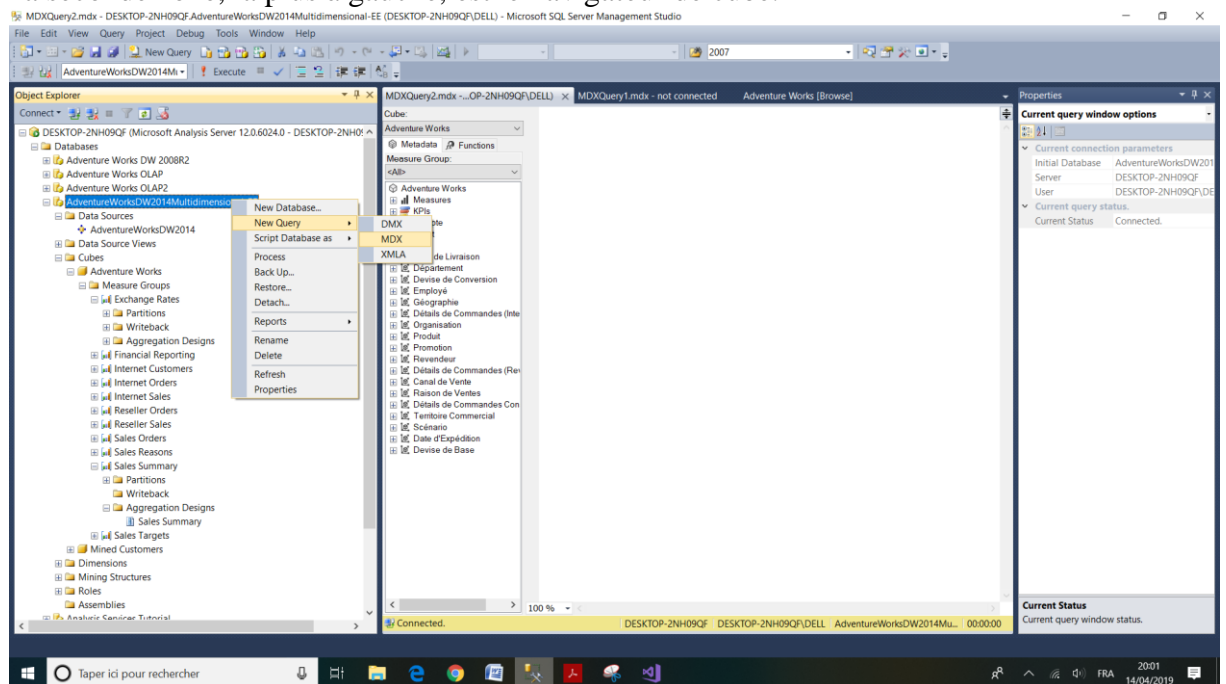 MDXQuery2.mdx - DESKTOP-2NH09QF.AdventureWorksDW2014Multidimensional-EE (DESKTOP-2NH09QF\DELL) - Microsoft SQL Server Management Studio
File Edit View Query Project Debug Tools Window Help
New Query 2007
AdventureWorksDW2014Mu Execute
Object Explorer
Connect
DESKTOP-2NH09QF (Microsoft Analysis Server 12.0.6024.0 - DESKTOP-2NH09
Databases
Adventure Works DW 2008R2
Adventure Works OLAP
Adventure Works OLAP2
AdventureWorksDW2014Multidimensio
Data Sources
AdventureWorksDW2014
Data Source Views
Cubes
Adventure Works
Measure Groups
Exchange Rates
Partitions
Writeback
Aggregation Designs
Financial Reporting
Internet Customers
Internet Orders
Internet Sales
Reseller Orders
Reseller Sales
Sales Orders
Sales Reasons
Sales Summary
Partitions
Writeback
Aggregation Designs
Sales Summary
Sales Targets
Mined Customers
Dimensions
Mining Structures
Roles
Assemblies
Analysis Services Tutorial
New Database...
New Query
Script Database as
Process
Back Up...
Restore...
Detach...
Reports
Rename
Delete
Refresh
Properties
DMX
MDX
XMLA
MDXQuery2.mdx -...OP-2NH09QF\DELL) MDXQuery1.mdx - not connected Adventure Works [Browse]
Cube:
Adventure Works
Metadata Functions
Measure Group:
<All>
Adventure Works
Measures
KPIs
pte
de Livraison
Département
Devise de Conversion
Employé
Géographie
Détails de Commandes (Inte
Organisation
Produit
Promotion
Revendeur
Détails de Commandes (Rev
Canal de Vente
Raison de Ventes
Détails de Commandes Con
Territoire Commercial
Scénario
Date d'Expédition
Devise de Base
100 %
Connected. DESKTOP-2NH09QF DESKTOP-2NH09QF\DELL AdventureWorksDW2014Mu... 00:00:00
Properties
Current query window options
Current connection parameters
Initial Database AdventureWorksDW201
Server DESKTOP-2NH09QF
User DESKTOP-2NH09QF\DE
Current query status.
Current Status Connected.
Current Status
Current query window status.
Taper ici pour rechercher
FRA
20:01
14/04/2019